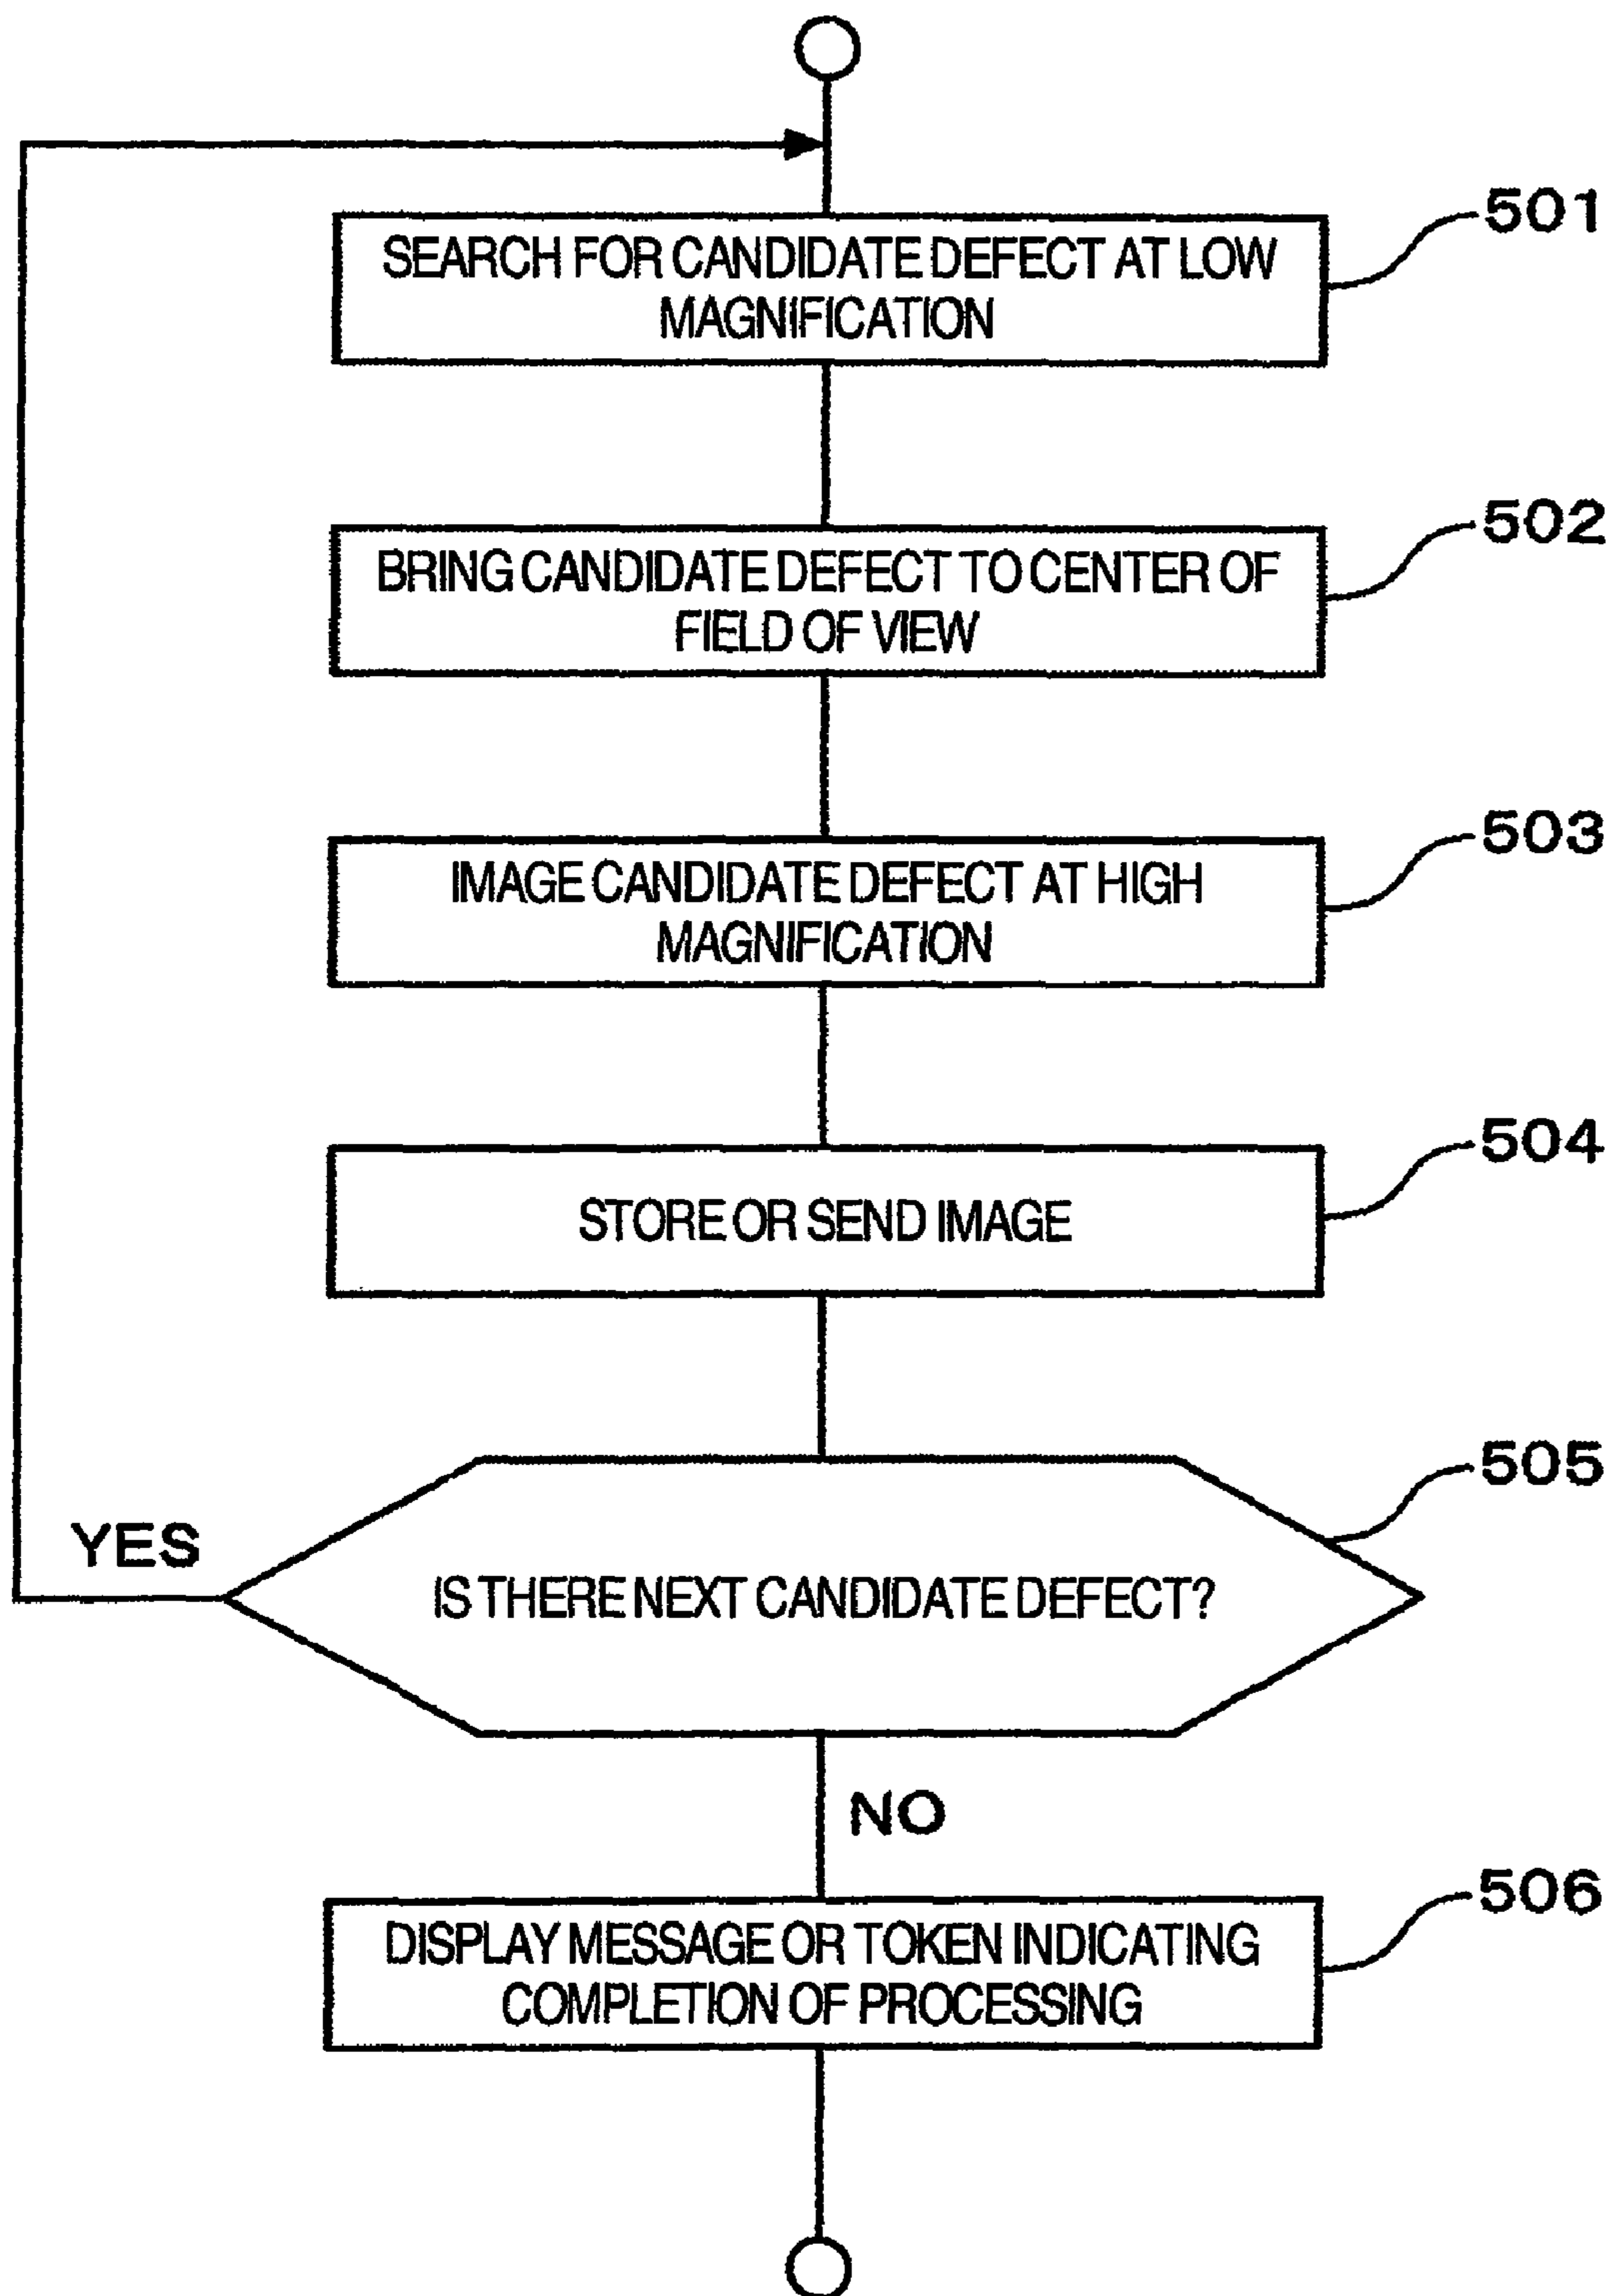 501
SEARCH FOR CANDIDATE DEFECT AT LOW
MAGNIFICATION
502
BRING CANDIDATE DEFECT TO CENTER OF
FIELD OF VIEW
503
IMAGE CANDIDATE DEFECT AT HIGH
MAGNIFICATION
504
STORE OR SEND IMAGE
505
YES
IS THERE NEXT CANDIDATE DEFECT?
NO
506
DISPLAY MESSAGE OR TOKEN INDICATING
COMPLETION OF PROCESSING